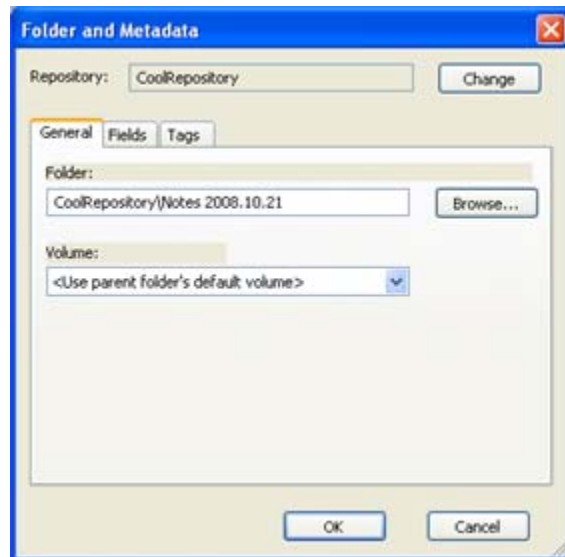 Folder and Metadata
Repository: CoolRepository Change
General Fields Tags
Folder:
CoolRepository\Notes 2008.10.21 Browse...
Volume:
<Use parent folder's default volume>
OK Cancel